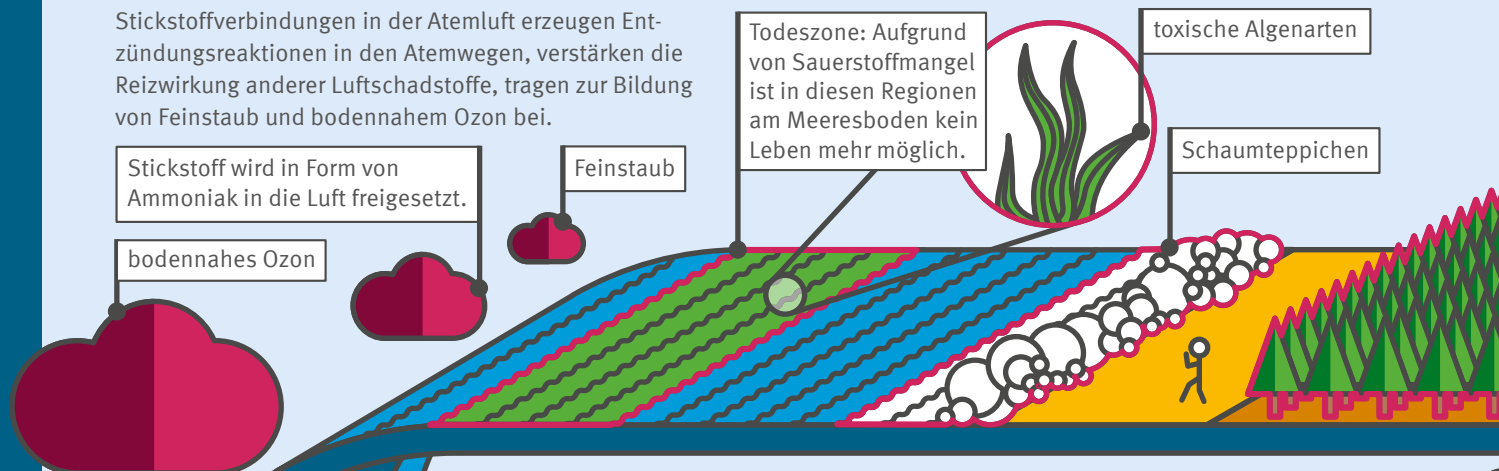 Stickstoffverbindungen in der Atemluft erzeugen Ent-
zündungsreaktionen in den Atemwegen, verstärken die
Reizwirkung anderer Luftschadstoffe, tragen zur Bildung
von Feinstaub und bodennahem Ozon bei.
Stickstoff wird in Form von
Ammoniak in die Luft freigesetzt.
bodennahes Ozon
Feinstaub
Todeszone: Aufgrund
von Sauerstoffmangel
ist in diesen Regionen
am Meeresboden kein
Leben mehr möglich.
toxische Algenarten
Schaumteppichen